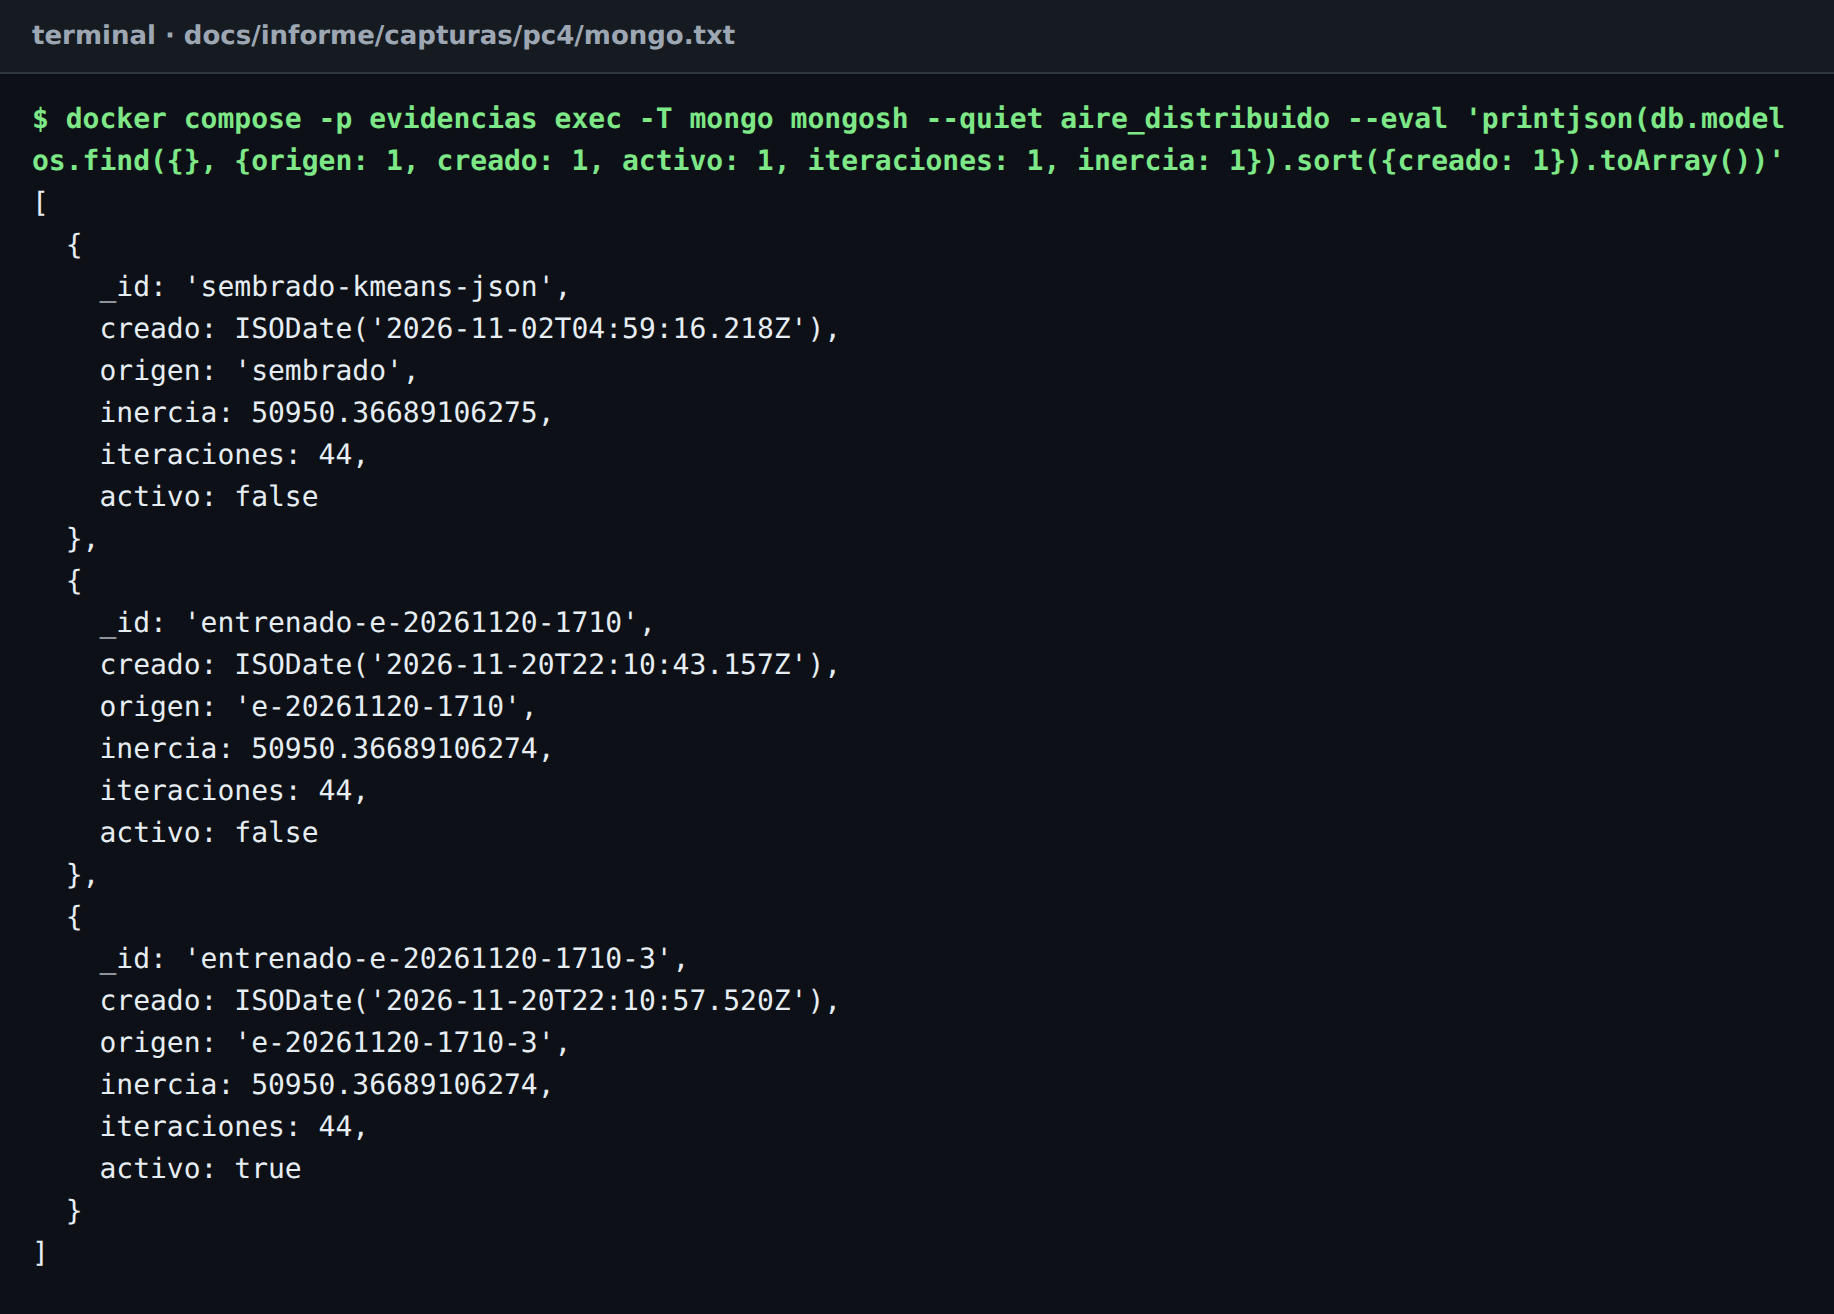 terminal · docs/informe/capturas/pc4/mongo.txt
$ docker compose -p evidencias exec -T mongo mongosh --quiet aire_distribuido --eval 'printjson(db.model
os.find({}, {origen: 1, creado: 1, activo: 1, iteraciones: 1, inercia: 1}).sort({creado: 1}).toArray())'
[
  {
    _id: 'sembrado-kmeans-json',
    creado: ISODate('2026-11-02T04:59:16.218Z'),
    origen: 'sembrado',
    inercia: 50950.36689106275,
    iteraciones: 44,
    activo: false
  },
  {
    _id: 'entrenado-e-20261120-1710',
    creado: ISODate('2026-11-20T22:10:43.157Z'),
    origen: 'e-20261120-1710',
    inercia: 50950.36689106274,
    iteraciones: 44,
    activo: false
  },
  {
    _id: 'entrenado-e-20261120-1710-3',
    creado: ISODate('2026-11-20T22:10:57.520Z'),
    origen: 'e-20261120-1710-3',
    inercia: 50950.36689106274,
    iteraciones: 44,
    activo: true
  }
]